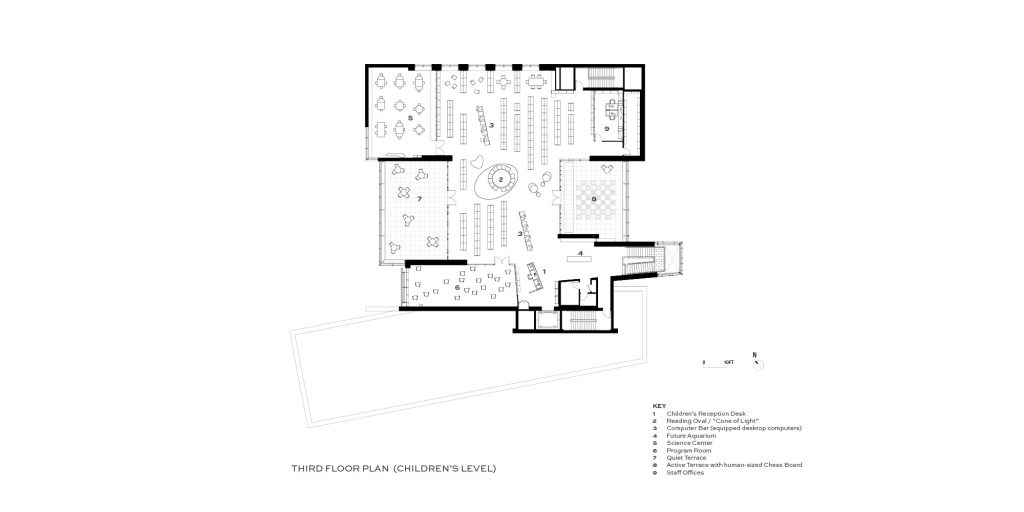 5
3
9
2
7
8
3
4
1
6
N
0 10FT
KEY
1 Children's Reception Desk
2 Reading Oval / "Cone of Light"
3 Computer Bar (equipped desktop computers)
4 Future Aquarium
5 Science Center
6 Program Room
7 Quiet Terrace
8 Active Terrace with human-sized Chess Board
9 Staff Offices
THIRD FLOOR PLAN (CHILDREN'S LEVEL)